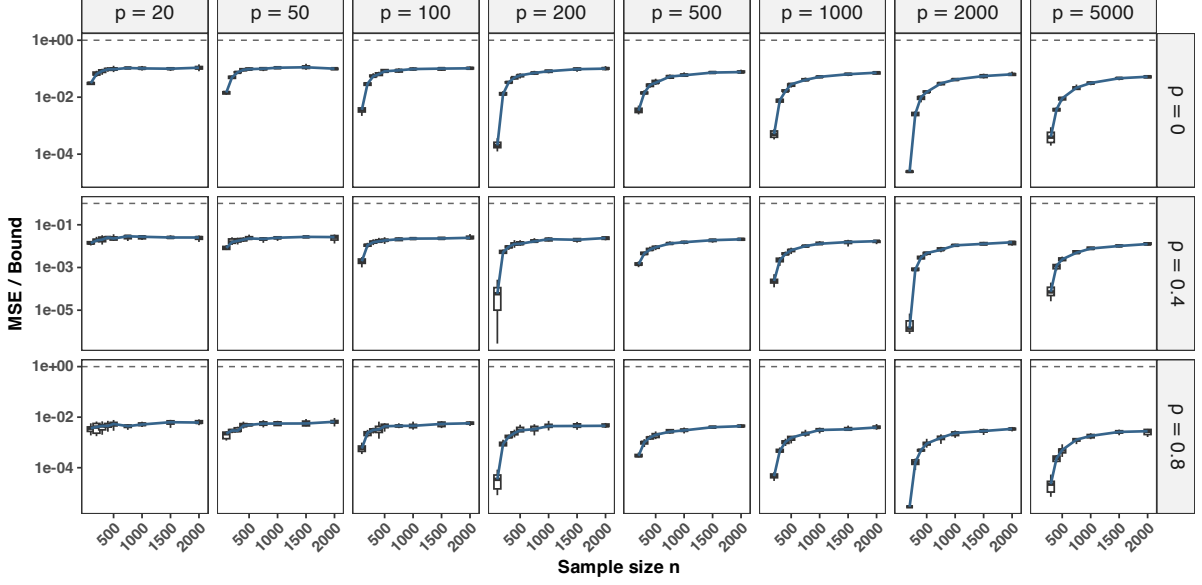 p = 20 p = 50 p = 100 p = 200 p = 500 p = 1000 p = 2000 p = 5000
1e+00
1e-02
1e-04
ρ = 0
1e-01
1e-03
1e-05
ρ = 0.4
1e+00
1e-02
1e-04
ρ = 0.8
MSE / Bound
500 1000 1500 2000 500 1000 1500 2000 500 1000 1500 2000 500 1000 1500 2000 500 1000 1500 2000 500 1000 1500 2000 500 1000 1500 2000 500 1000 1500 2000
Sample size n